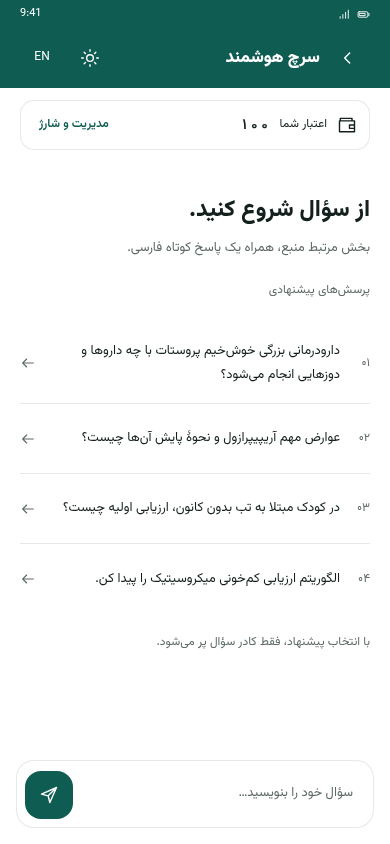 9:41
سرچ هوشمند
EN
اعتبار شما ۱۰۰
مدیریت و شارژ
از سؤال شروع کنید.
بخش مرتبط منبع، همراه یک پاسخ کوتاه فارسی.
پرسش‌های پیشنهادی
۰۱
دارودرمانی بزرگی خوش‌خیم پروستات با چه داروها و
دوزهایی انجام می‌شود؟
۰۲
عوارض مهم آریپیپرازول و نحوهٔ پایش آن‌ها چیست؟
۰۳
در کودک مبتلا به تب بدون کانون، ارزیابی اولیه چیست؟
۰۴
الگوریتم ارزیابی کم‌خونی میکروسیتیک را پیدا کن.
با انتخاب پیشنهاد، فقط کادر سؤال پر می‌شود.
سؤال خود را بنویسید...